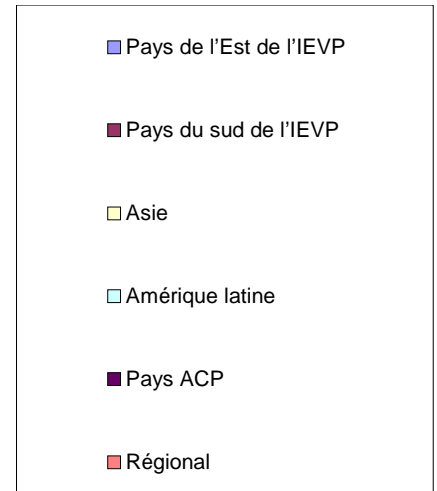 Pays de l’Est de l’IEVP
Pays du sud de l’IEVP
Asie
Amérique latine
Pays ACP
Régional